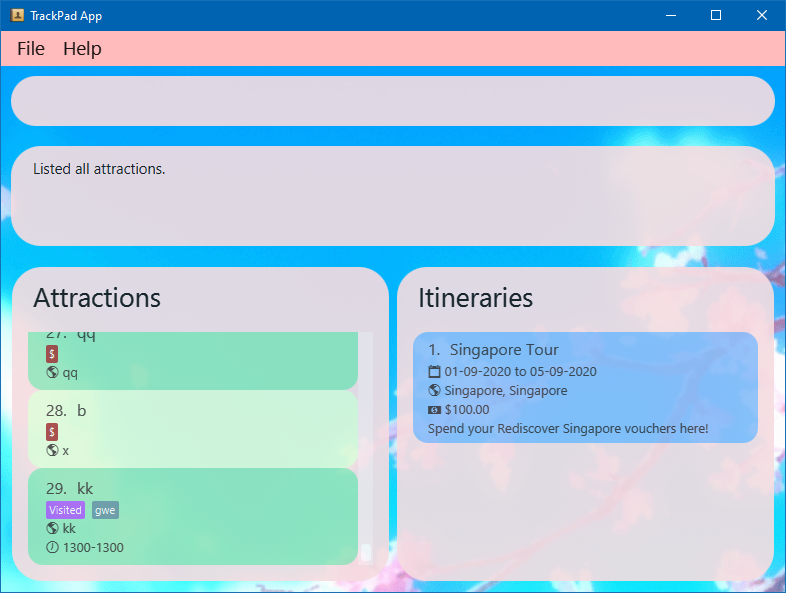 TrackPad App
File Help
Listed all attractions.
Attractions
27. qq
$
qq
28. b
$
x
29. kk
Visited gwe
kk
1300-1300
Itineraries
1. Singapore Tour
01-09-2020 to 05-09-2020
Singapore, Singapore
$100.00
Spend your Rediscover Singapore vouchers here!